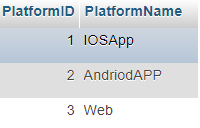 PlatformID PlatformName
1 IOSApp
2 AndriodAPP
3 Web